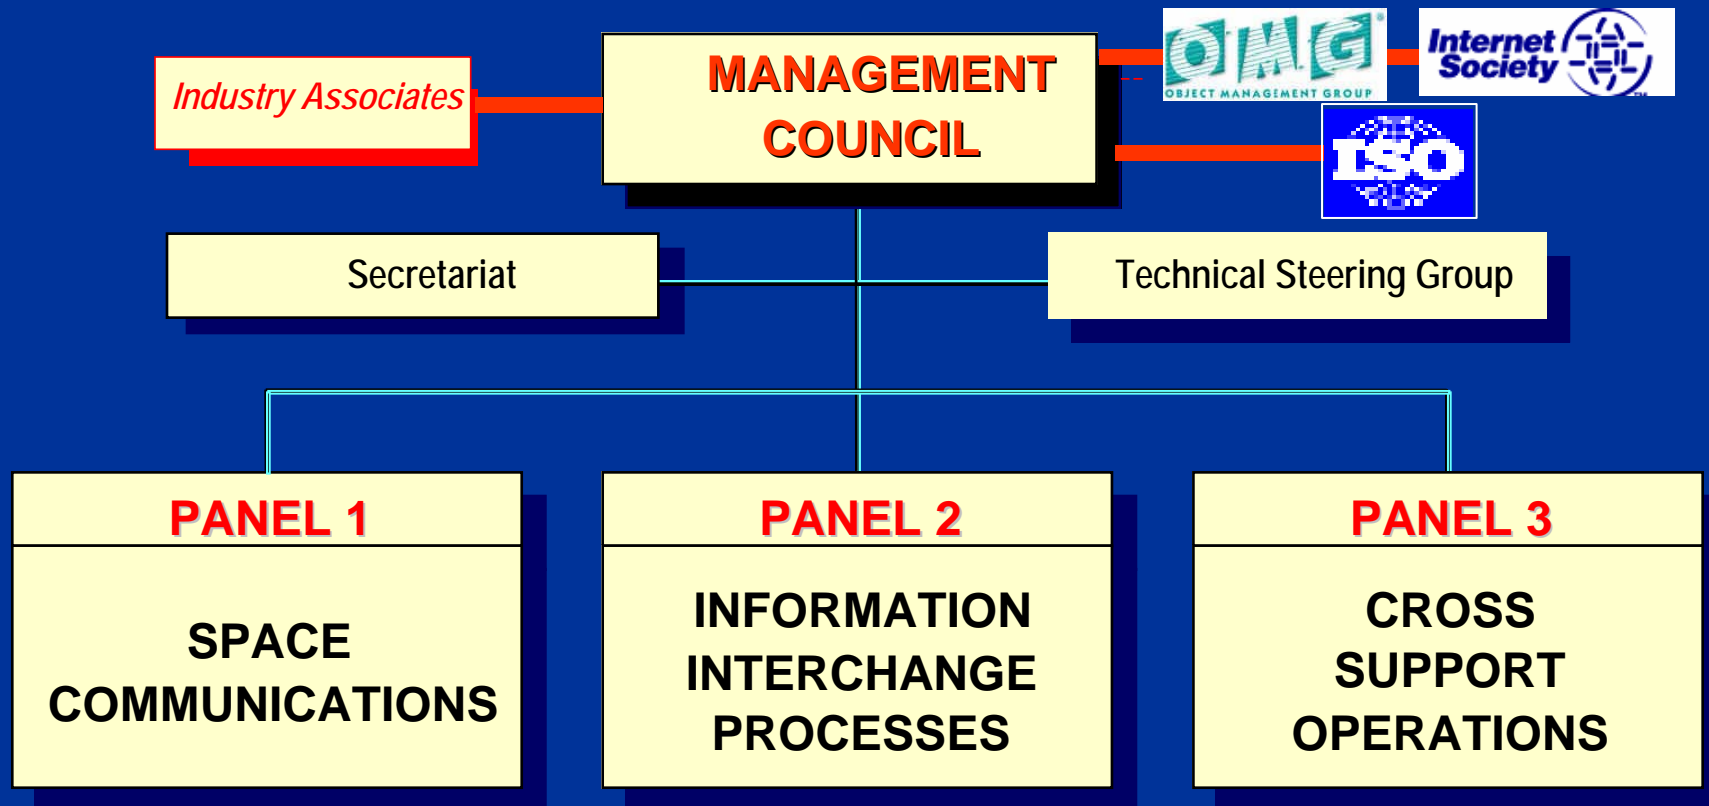 Industry Associates
MANAGEMENT
COUNCIL
OMG
OBJECT MANAGEMENT GROUP
Internet
Society
ISO
Secretariat
Technical Steering Group
PANEL 1
SPACE
COMMUNICATIONS
PANEL 2
INFORMATION
INTERCHANGE
PROCESSES
PANEL 3
CROSS
SUPPORT
OPERATIONS